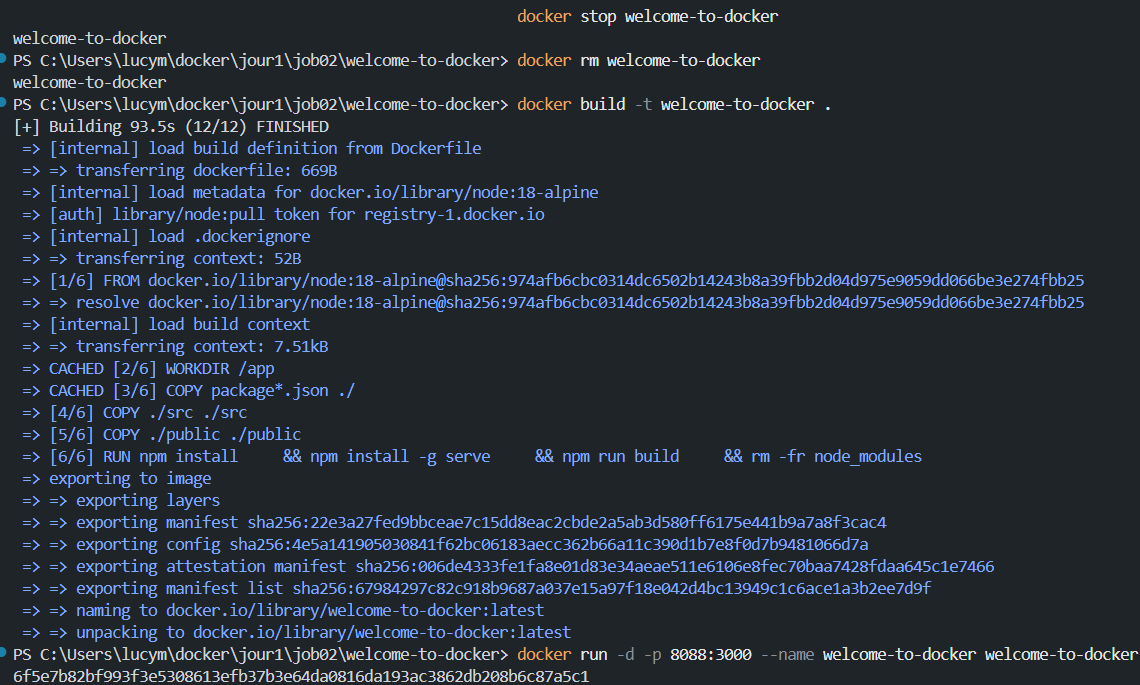 docker stop welcome-to-docker
welcome-to-docker
PS C:\Users\lucym\docker\jour1\job02\welcome-to-docker> docker rm welcome-to-docker
welcome-to-docker
PS C:\Users\lucym\docker\jour1\job02\welcome-to-docker> docker build -t welcome-to-docker .
[+] Building 93.5s (12/12) FINISHED
=> [internal] load build definition from Dockerfile
=> => transferring dockerfile: 669B
=> [internal] load metadata for docker.io/library/node:18-alpine
=> [auth] library/node:pull token for registry-1.docker.io
=> [internal] load .dockerignore
=> => transferring context: 52B
=> [1/6] FROM docker.io/library/node:18-alpine@sha256:974afb6cbc0314dc6502b14243b8a39fbb2d04d975e9059dd066be3e274fbb25
=> => resolve docker.io/library/node:18-alpine@sha256:974afb6cbc0314dc6502b14243b8a39fbb2d04d975e9059dd066be3e274fbb25
=> [internal] load build context
=> => transferring context: 7.51kB
=> CACHED [2/6] WORKDIR /app
=> CACHED [3/6] COPY package*.json ./
=> [4/6] COPY ./src ./src
=> [5/6] COPY ./public ./public
=> [6/6] RUN npm install     && npm install -g serve     && npm run build     && rm -fr node_modules
=> exporting to image
=> => exporting layers
=> => exporting manifest sha256:22e3a27fed9bbceae7c15dd8eac2cbde2a5ab3d580ff6175e441b9a7a8f3cac4
=> => exporting config sha256:4e5a141905030841f62bc06183aecc362b66a11c390d1b7e8f0d7b9481066d7a
=> => exporting attestation manifest sha256:006de4333fe1fa8e01d83e34aeae511e6106e8fec70baa7428fdaa645c1e7466
=> => exporting manifest list sha256:67984297c82c918b9687a037e15a97f18e042d4bc13949c1c6ace1a3b2ee7d9f
=> => naming to docker.io/library/welcome-to-docker:latest
=> => unpacking to docker.io/library/welcome-to-docker:latest
PS C:\Users\lucym\docker\jour1\job02\welcome-to-docker> docker run -d -p 8088:3000 --name welcome-to-docker welcome-to-docker
6f5e7b82bf993f3e5308613efb37b3e64da0816da193ac3862db208b6c87a5c1